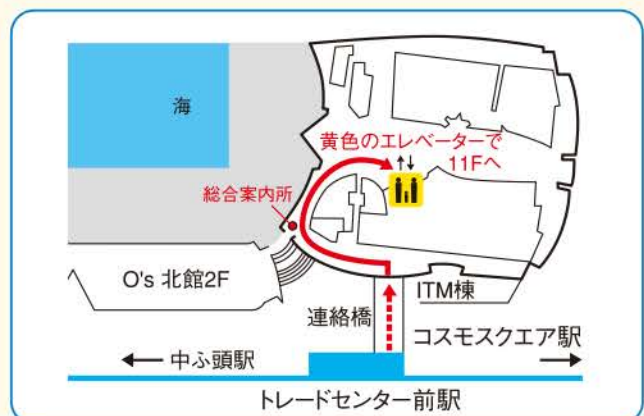 海
黄色のエレベーターで
11Fへ
総合案内所
O's 北館2F
ITM棟
連絡橋
コスモスクエア駅
中ふ頭駅
トレードセンター前駅